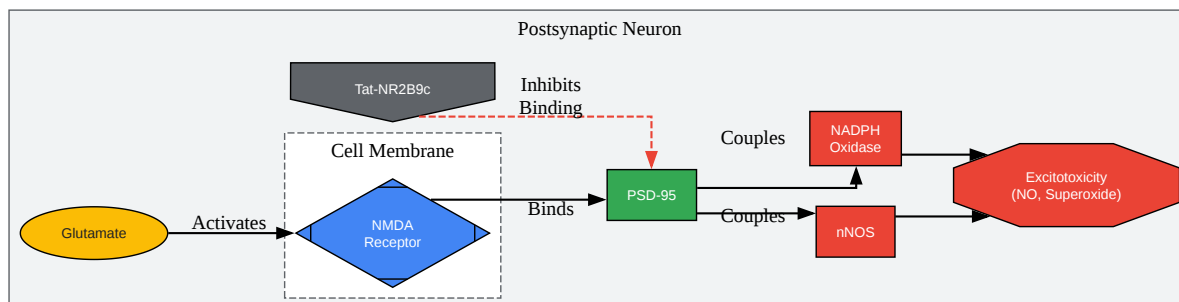 Postsynaptic Neuron
Tat-NR2B9c
Inhibits
Binding
Cell Membrane
Glutamate
Activates
NMDA
Receptor
Binds
PSD-95
Couples
NADPH
Oxidase
Couples
nNOS
Excitotoxicity
(NO, Superoxide)